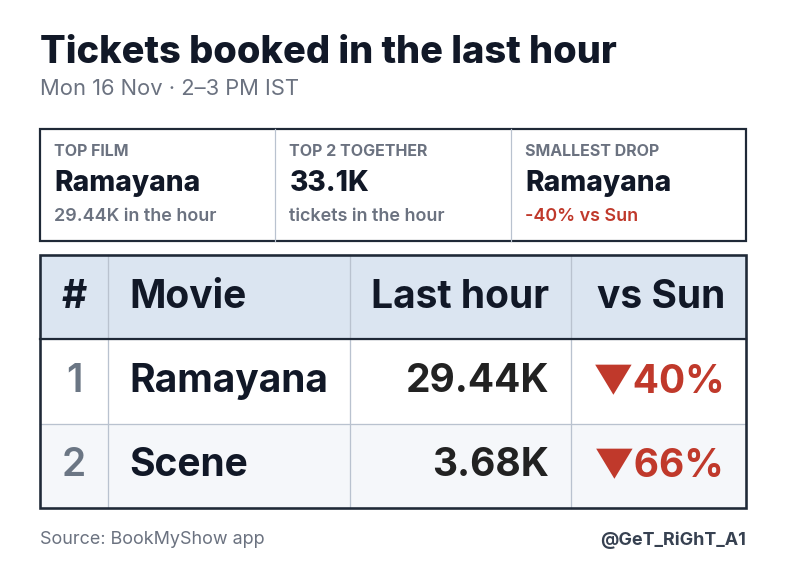 Tickets booked in the last hour
Mon 16 Nov · 2–3 PM IST
TOP FILM
Ramayana
29.44K in the hour
TOP 2 TOGETHER
33.1K
tickets in the hour
SMALLEST DROP
Ramayana
-40% vs Sun
# Movie Last hour vs Sun
1 Ramayana 29.44K ▼40%
2 Scene 3.68K ▼66%
Source: BookMyShow app
@GeT_RiGhT_A1